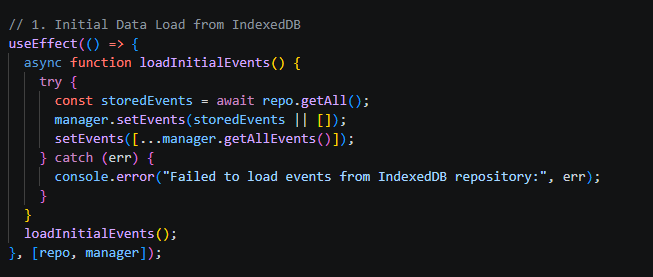 // 1. Initial Data Load from IndexedDB
useEffect(() => {
  async function loadInitialEvents() {
    try {
      const storedEvents = await repo.getAll();
      manager.setEvents(storedEvents || []);
      setEvents([...manager.getAllEvents()]);
    } catch (err) {
      console.error("Failed to load events from IndexedDB repository:", err);
    }
  }
  loadInitialEvents();
}, [repo, manager]);